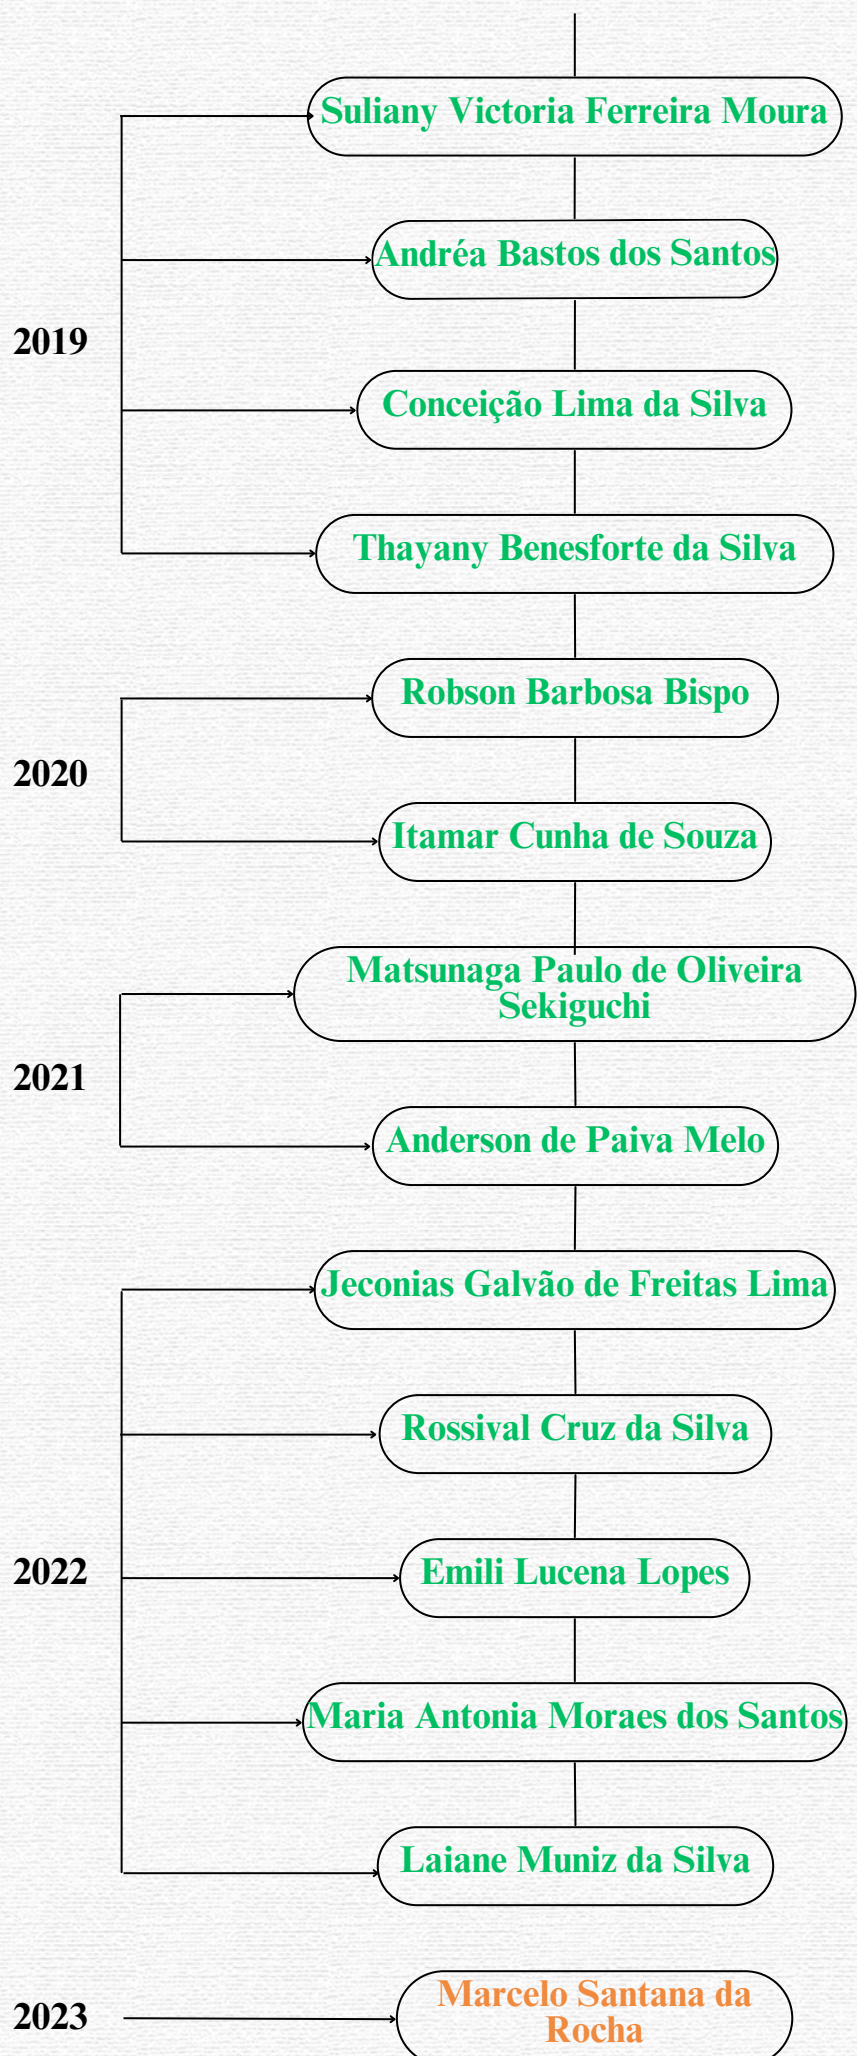 Suliany Victoria Ferreira Moura
Andréa Bastos dos Santos
2019
Conceição Lima da Silva
Thayany Benesforte da Silva
Robson Barbosa Bispo
2020
Itamar Cunha de Souza
Matsunaga Paulo de Oliveira
Sekiguchi
2021
Anderson de Paiva Melo
Jeconias Galvão de Freitas Lima
Rossival Cruz da Silva
2022
Emili Lucena Lopes
Maria Antonia Moraes dos Santos
Laiane Muniz da Silva
2023
Marcelo Santana da
Rocha